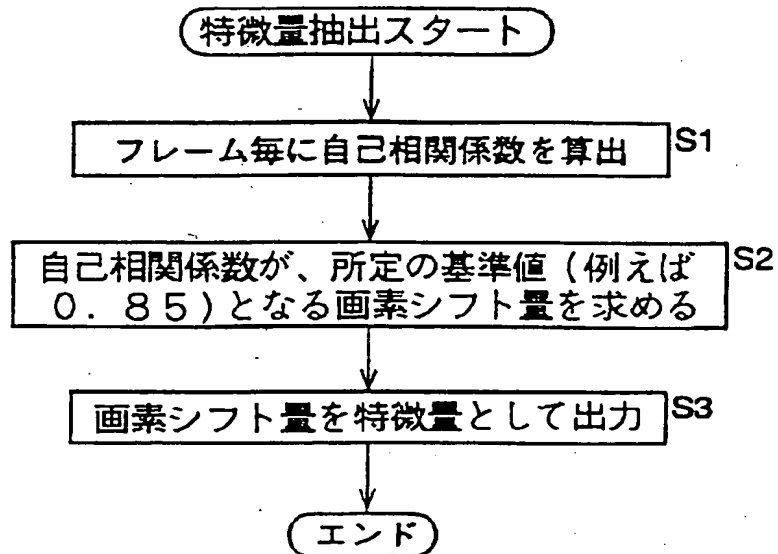 特徴量抽出スタート
フレーム毎に自己相関係数を算出
S1
自己相関係数が、所定の基準値(例えば
S2
0.85)となる画素シフト量を求める
画素シフト量を特徴量として出力
S3
エンド